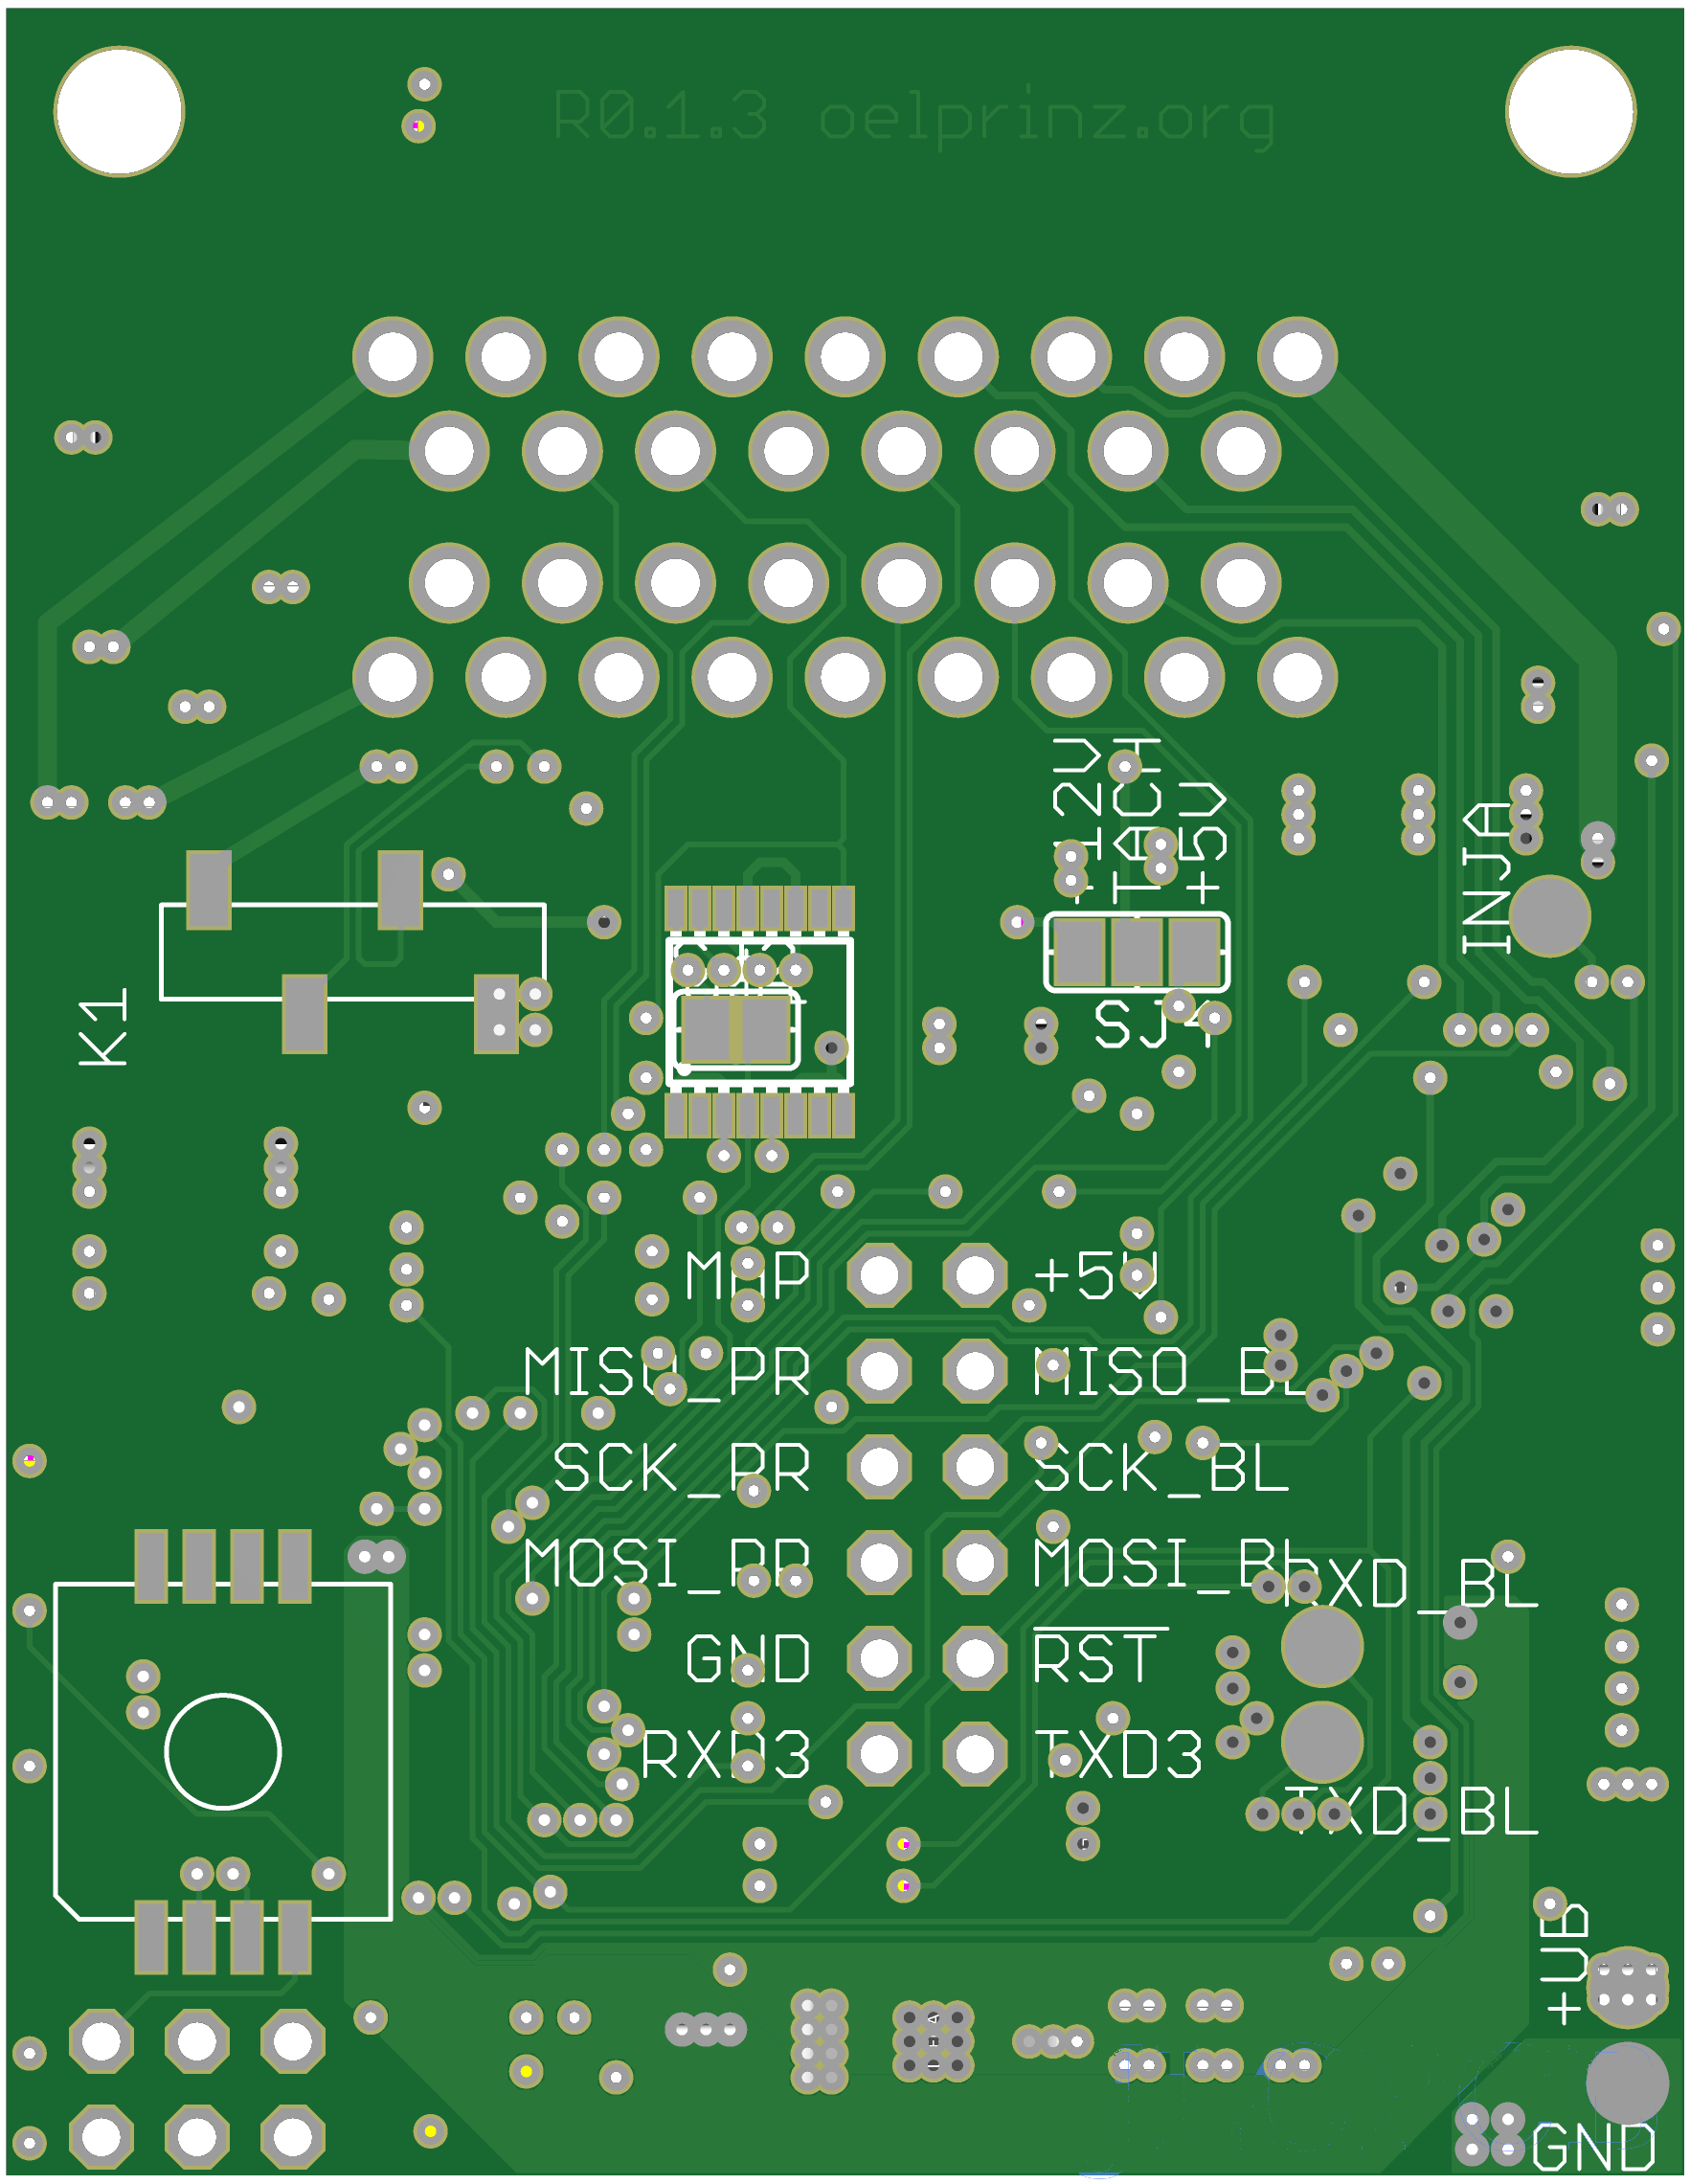 R0.1.3 oelprinz.org
+12V
TACH
+5V
INJA
SJ4
K1
MAP +5V
MISO_PR MISO_BL
SCK_PR SCK_BL
MOSI_PR MOSI_BL
RXD_BL
GND RST
RXD3 TXD3
TXD_BL
+UB
GND